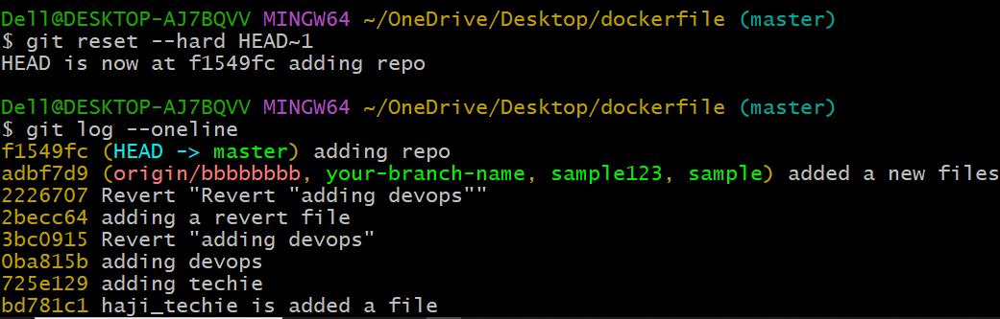 Dell@DESKTOP-AJ7BQVV MINGW64 ~/OneDrive/Desktop/dockerfile (master)
$ git reset --hard HEAD~1
HEAD is now at f1549fc adding repo
Dell@DESKTOP-AJ7BQVV MINGW64 ~/OneDrive/Desktop/dockerfile (master)
$ git log --oneline
f1549fc (HEAD -> master) adding repo
adbf7d9 (origin/bbbbbbbb, your-branch-name, sample123, sample) added a new files
2226707 Revert "Revert "adding devops""
2becc64 adding a revert file
3bc0915 Revert "adding devops"
0ba815b adding devops
725e129 adding techie
bd781c1 haji_techie is added a file